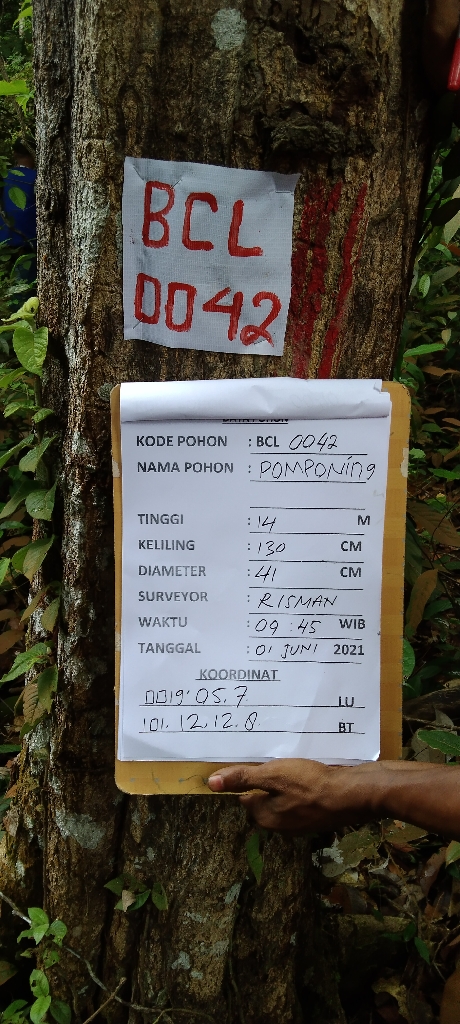 BCL
0042
DATA POHON
KODE POHON : BCL 0042
NAMA POHON : POMPONing
TINGGI : 14 M
KELILING : 130 CM
DIAMETER : 41 CM
SURVEYOR : RISMAN
WAKTU : 09 : 45 WIB
TANGGAL : 01 JUNI 2021
KOORDINAT
0019'05.7 LU
101.12.12.8 BT